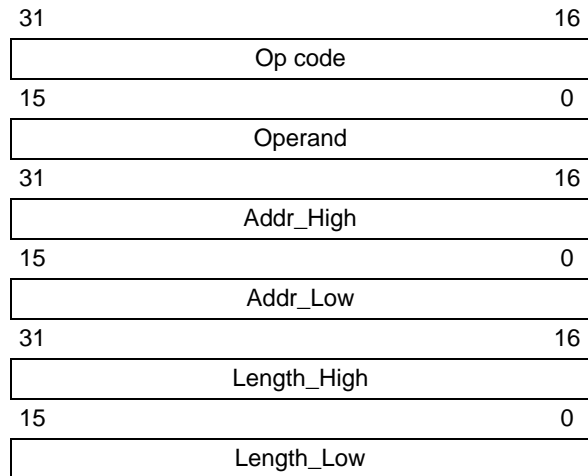 31 16
Op code
15 0
Operand
31 16
Addr_High
15 0
Addr_Low
31 16
Length_High
15 0
Length_Low